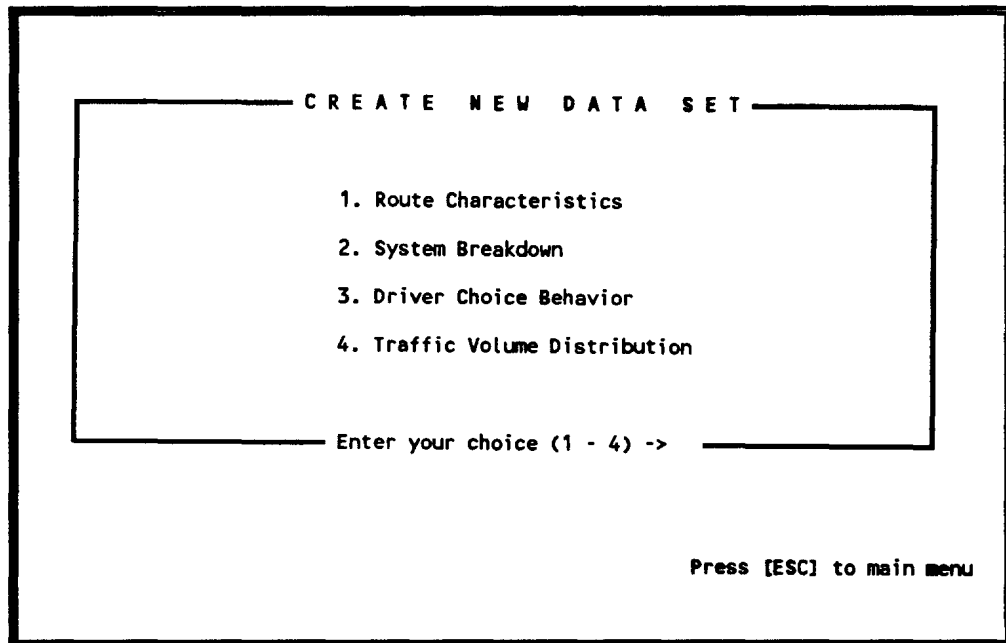 CREATE NEW DATA SET
1. Route Characteristics
2. System Breakdown
3. Driver Choice Behavior
4. Traffic Volume Distribution
Enter your choice (1 - 4) ->
Press [ESC] to main menu